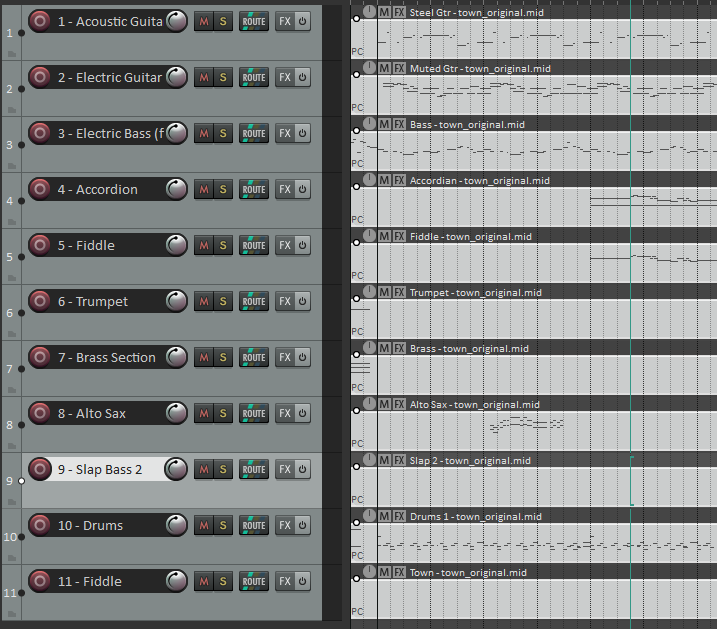 1 1 - Acoustic Guita M S ROUTE FX M FX Steel Gtr - town_original.mid
PC
2 2 - Electric Guitar M S ROUTE FX M FX Muted Gtr - town_original.mid
PC
3 3 - Electric Bass (f M S ROUTE FX M FX Bass - town_original.mid
PC
4 4 - Accordion M S ROUTE FX M FX Accordian - town_original.mid
PC
5 5 - Fiddle M S ROUTE FX M FX Fiddle - town_original.mid
PC
6 6 - Trumpet M S ROUTE FX M FX Trumpet - town_original.mid
PC
7 7 - Brass Section M S ROUTE FX M FX Brass - town_original.mid
PC
8 8 - Alto Sax M S ROUTE FX M FX Alto Sax - town_original.mid
PC
9 9 - Slap Bass 2 M S ROUTE FX M FX Slap 2 - town_original.mid
PC
10 10 - Drums M S ROUTE FX M FX Drums 1 - town_original.mid
PC
11 11 - Fiddle M S ROUTE FX M FX Town - town_original.mid
PC